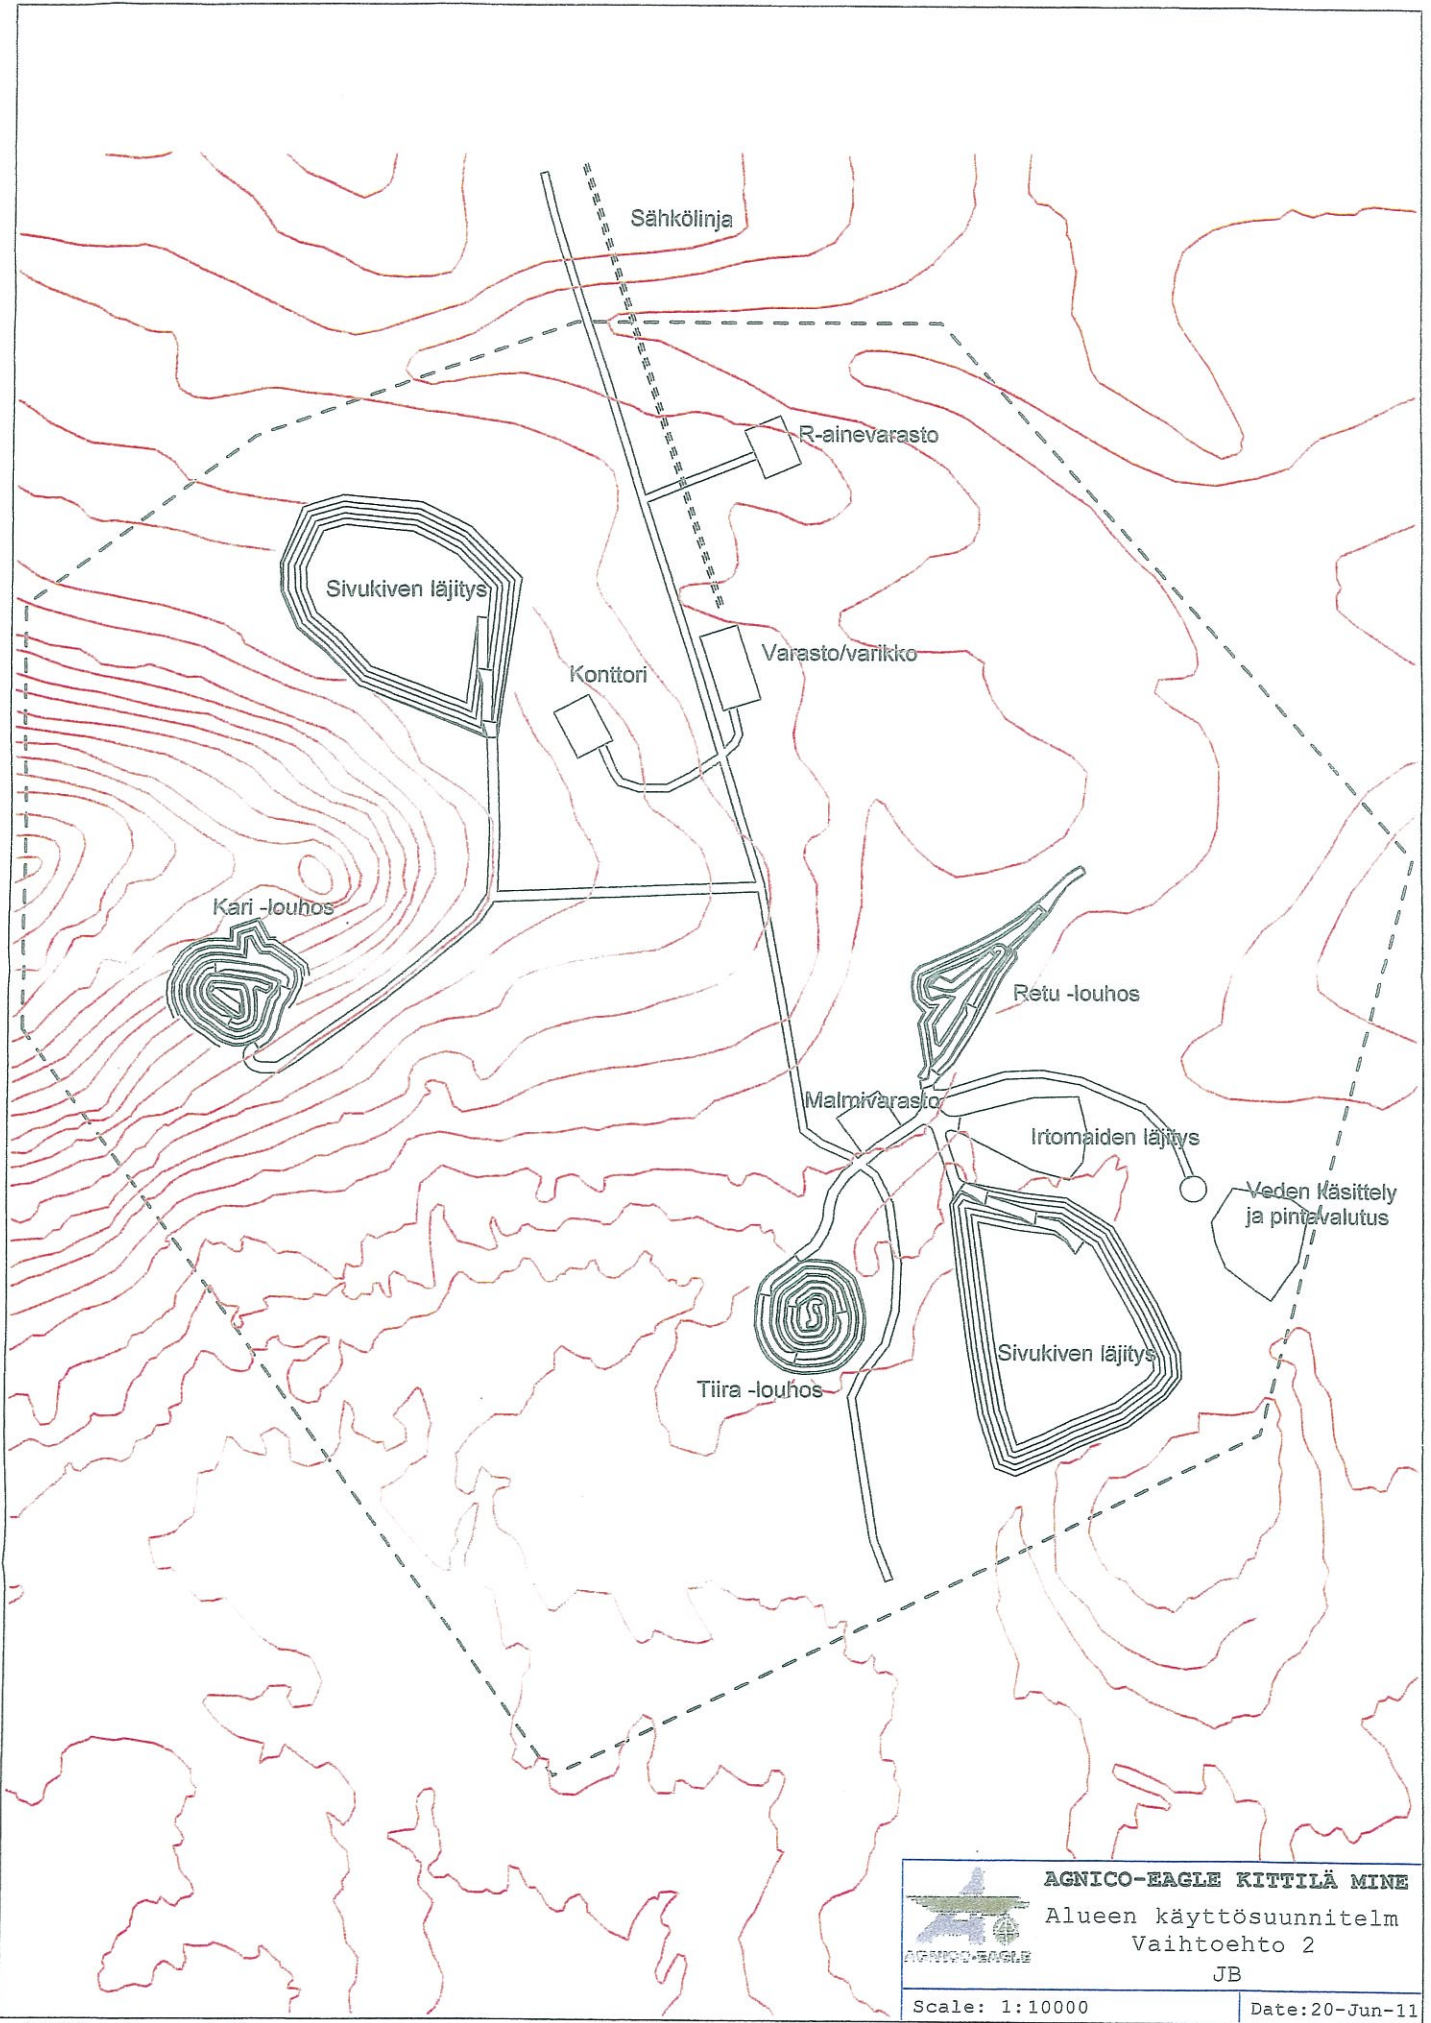 Sähkölinja
R-ainevarasto
Sivukiven läjitys
Varasto/varikko
Konttori
Kari -louhos
Retu -louhos
Malmivarasto
Irtomaiden läjitys
Veden käsittely
ja pintavalutus
Sivukiven läjitys
Tiira -louhos
AGNICO-EAGLE KITTILÄ MINE
Alueen käyttösuunnitelm
Vaihtoehto 2
JB
AGNICO-EAGLE
Scale: 1:10000
Date:20-Jun-11